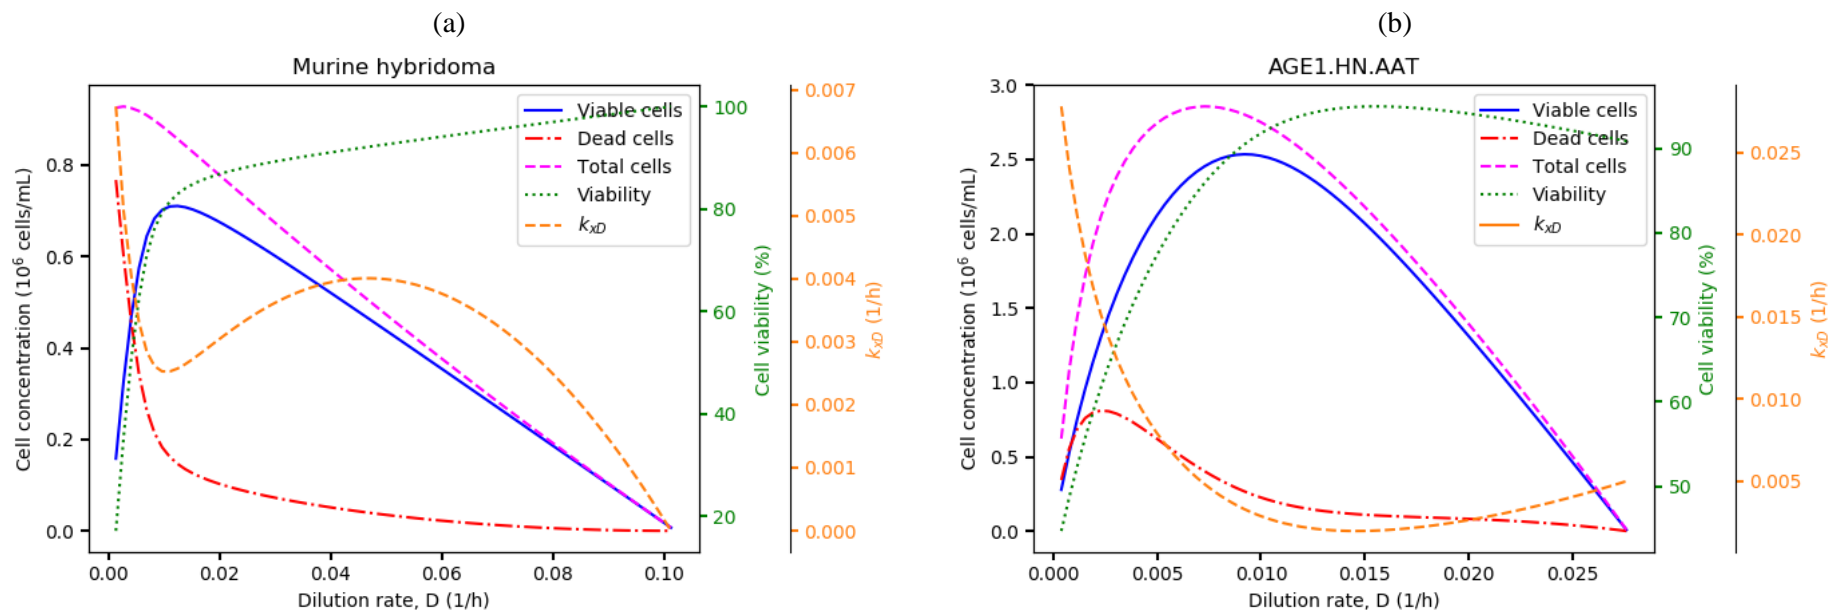 (a)
Murine hybridoma
Viable cells
Dead cells
Total cells
Viability
k_xD
0.0
0.2
0.4
0.6
0.8
Cell concentration (10⁶ cells/mL)
0.00
0.02
0.04
0.06
0.08
0.10
Dilution rate, D (1/h)
20
40
60
80
100
Cell viability (%)
0.000
0.001
0.002
0.003
0.004
0.005
0.006
0.007
k_xD (1/h)
(b)
AGE1.HN.AAT
Viable cells
Dead cells
Total cells
Viability
k_xD
0.0
0.5
1.0
1.5
2.0
2.5
3.0
Cell concentration (10⁶ cells/mL)
0.000
0.005
0.010
0.015
0.020
0.025
Dilution rate, D (1/h)
50
60
70
80
90
Cell viability (%)
0.005
0.010
0.015
0.020
0.025
k_xD (1/h)